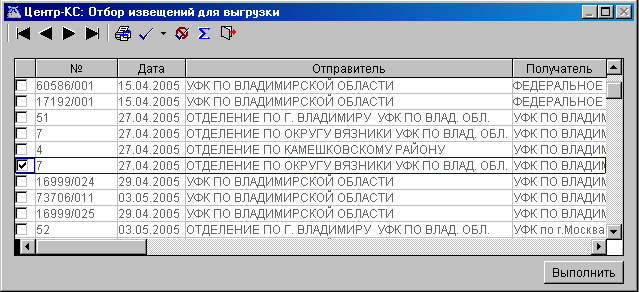 Центр-КС: Отбор извещений для выгрузки
№ Дата Отправитель Получатель
60586/001 15.04.2005 УФК ПО ВЛАДИМИРСКОЙ ОБЛАСТИ ФЕДЕРАЛЬНОЕ
17192/001 15.04.2005 УФК ПО ВЛАДИМИРСКОЙ ОБЛАСТИ ФЕДЕРАЛЬНОЕ
51 27.04.2005 ОТДЕЛЕНИЕ ПО Г. ВЛАДИМИРУ УФК ПО ВЛАД. ОБЛ. УФК ПО ВЛАДИМ
7 27.04.2005 ОТДЕЛЕНИЕ ПО ОКРУГУ ВЯЗНИКИ УФК ПО ВЛАД. ОБЛ. УФК ПО ВЛАДИМ
4 27.04.2005 ОТДЕЛЕНИЕ ПО КАМЕШКОВСКОМУ РАЙОНУ УФК ПО ВЛАДИМ
7 27.04.2005 ОТДЕЛЕНИЕ ПО ОКРУГУ ВЯЗНИКИ УФК ПО ВЛАД. ОБЛ. УФК ПО ВЛАДИМ
16999/024 29.04.2005 УФК ПО ВЛАДИМИРСКОЙ ОБЛАСТИ УФК ПО ВЛАДИМ
73706/011 03.05.2005 УФК ПО ВЛАДИМИРСКОЙ ОБЛАСТИ УФК ПО ВЛАДИМ
16999/025 29.04.2005 УФК ПО ВЛАДИМИРСКОЙ ОБЛАСТИ УФК ПО ВЛАДИМ
52 03.05.2005 ОТДЕЛЕНИЕ ПО Г. ВЛАДИМИРУ УФК ПО ВЛАД. ОБЛ. УФК по г.Москва
Выполнить